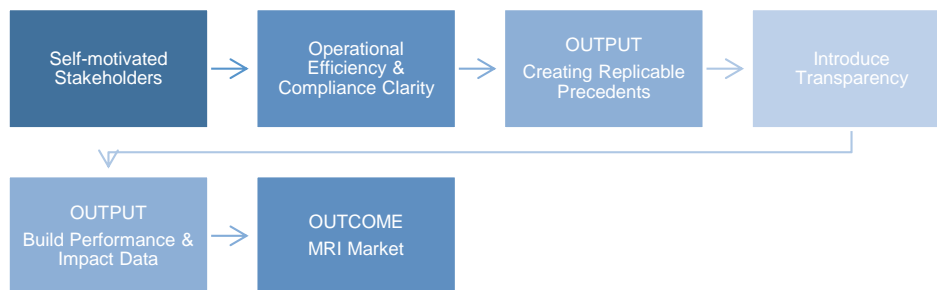 Self-motivated
Stakeholders
Operational
Efficiency &
Compliance Clarity
OUTPUT
Creating Replicable
Precedents
Introduce
Transparency
OUTPUT
Build Performance &
Impact Data
OUTCOME
MRI Market